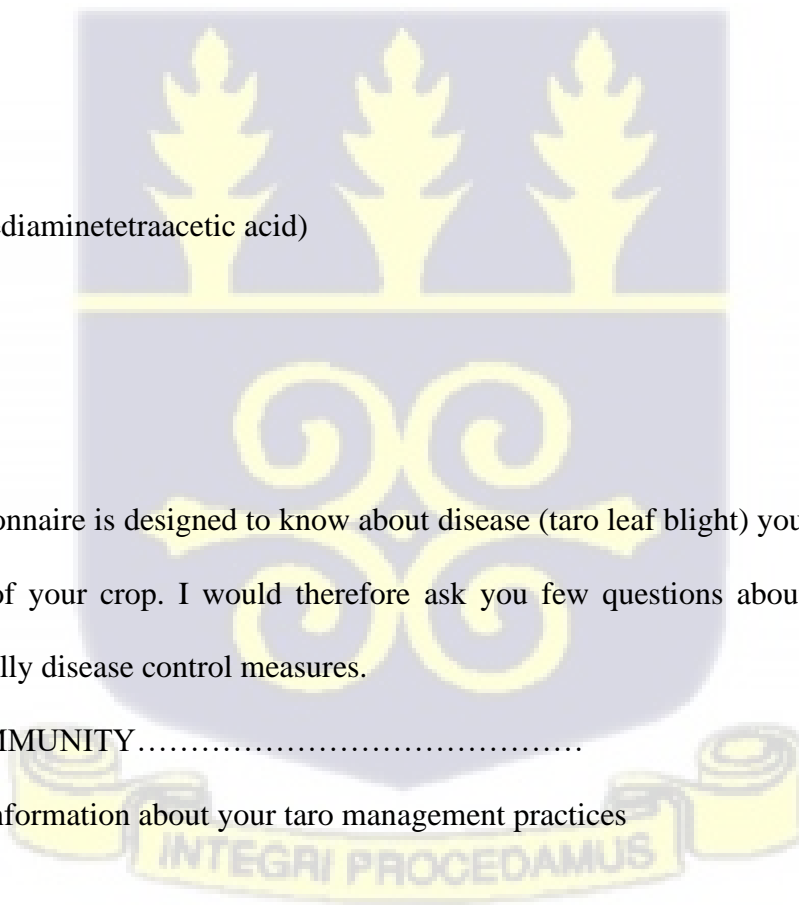 diaminetetraacetic acid)
onnaire is designed to know about disease (taro leaf blight) you
of your crop. I would therefore ask you few questions abou
lly disease control measures.
MMUNITY……………………………………
nformation about your taro management practices
INTEGRI PROCEDAMUS